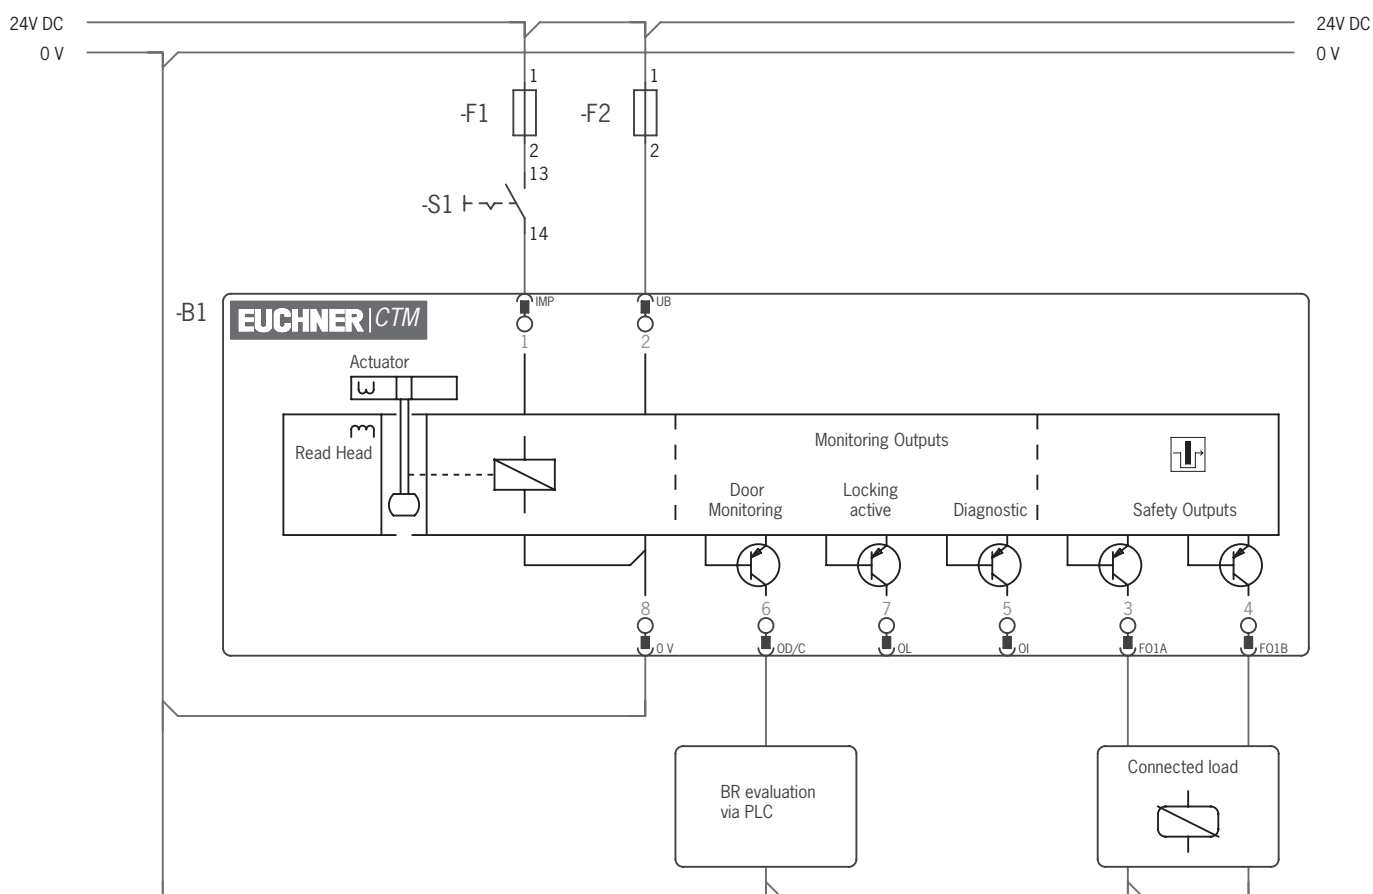 24V DC
24V DC
0 V
0 V
1
1
-F1
-F2
2
2
13
-S1
14
-B1
EUCHNER CTM
IMP
UB
1
2
Actuator
Read Head
Monitoring Outputs
Door
Monitoring
Locking
active
Diagnostic
Safety Outputs
8
6
7
5
3
4
0 V
OD/C
OL
OI
FO1A
FO1B
BR evaluation
via PLC
Connected load